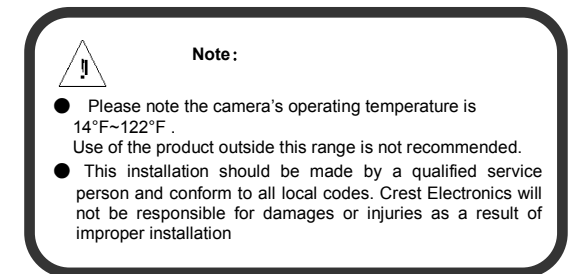 Note:
● Please note the camera’s operating temperature is
14°F~122°F .
Use of the product outside this range is not recommended.
● This installation should be made by a qualified service
person and conform to all local codes. Crest Electronics will
not be responsible for damages or injuries as a result of
improper installation